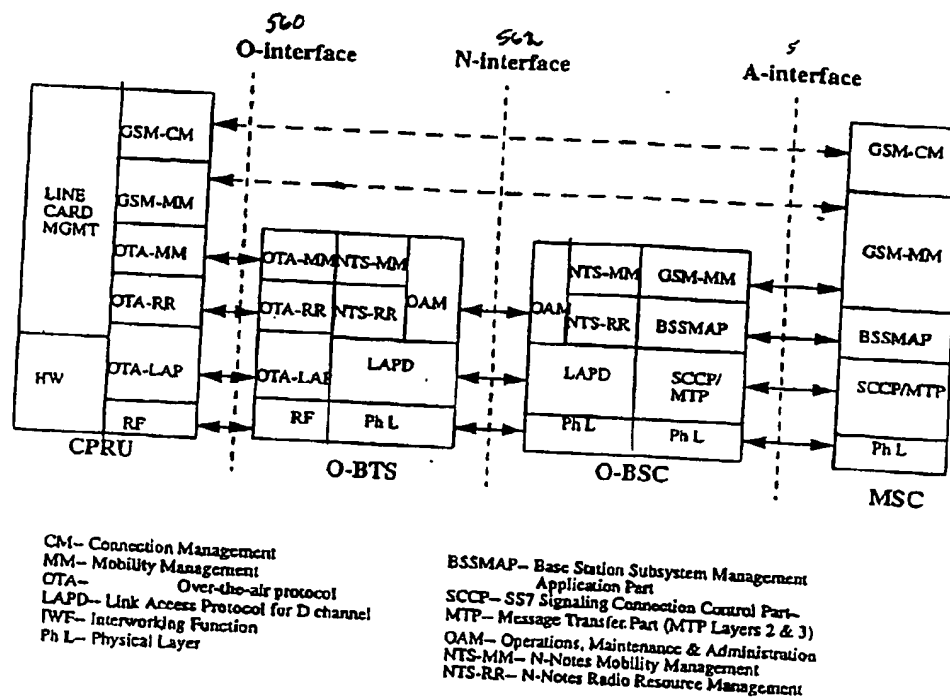 560
O-interface
562
N-interface
5
A-interface
LINE
CARD
MGMT
HW
GSM-CM
GSM-MM
OTA-MM
OTA-RR
OTA-LAP
RF
CPRU
OTA-MM
NTS-MM
OAM
OTA-RR
NTS-RR
OTA-LAP
LAPD
RF
Ph L
O-BTS
OAM
NTS-MM
GSM-MM
NTS-RR
BSSMAP
LAPD
SCCP/
MTP
Ph L
Ph L
O-BSC
GSM-CM
GSM-MM
BSSMAP
SCCP/MTP
Ph L
MSC
CM– Connection Management
MM– Mobility Management
OTA– Over-the-air protocol
LAPD– Link Access Protocol for D channel
IWF– Interworking Function
Ph L– Physical Layer
BSSMAP– Base Station Subsystem Management
Application Part
SCCP– SS7 Signaling Connection Control Part–
MTP– Message Transfer Part (MTP Layers 2 & 3)
OAM– Operations, Maintenance & Administration
NTS-MM– N-Notes Mobility Management
NTS-RR– N-Notes Radio Resource Management